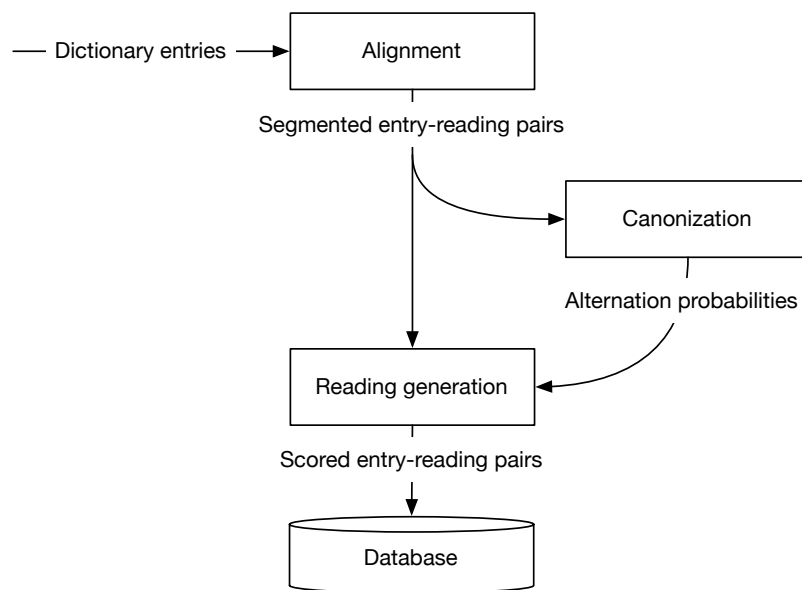 Dictionary entries
Alignment
Segmented entry-reading pairs
Canonization
Alternation probabilities
Reading generation
Scored entry-reading pairs
Database